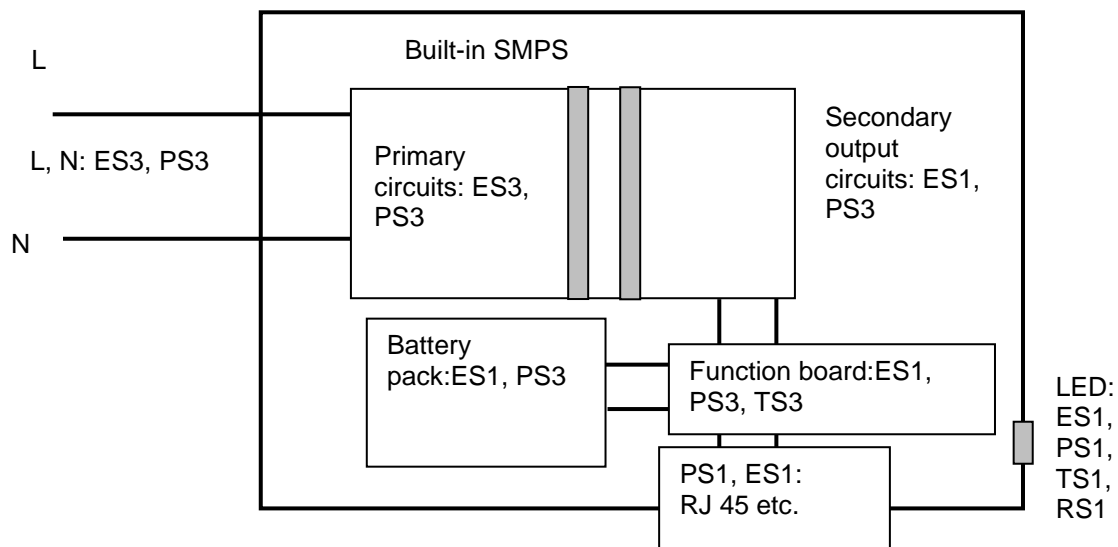 Built-in SMPS
L
L, N: ES3, PS3
N
Primary
circuits: ES3,
PS3
Secondary
output
circuits: ES1,
PS3
Battery
pack:ES1, PS3
Function board:ES1,
PS3, TS3
PS1, ES1:
RJ 45 etc.
LED:
ES1,
PS1,
TS1,
RS1